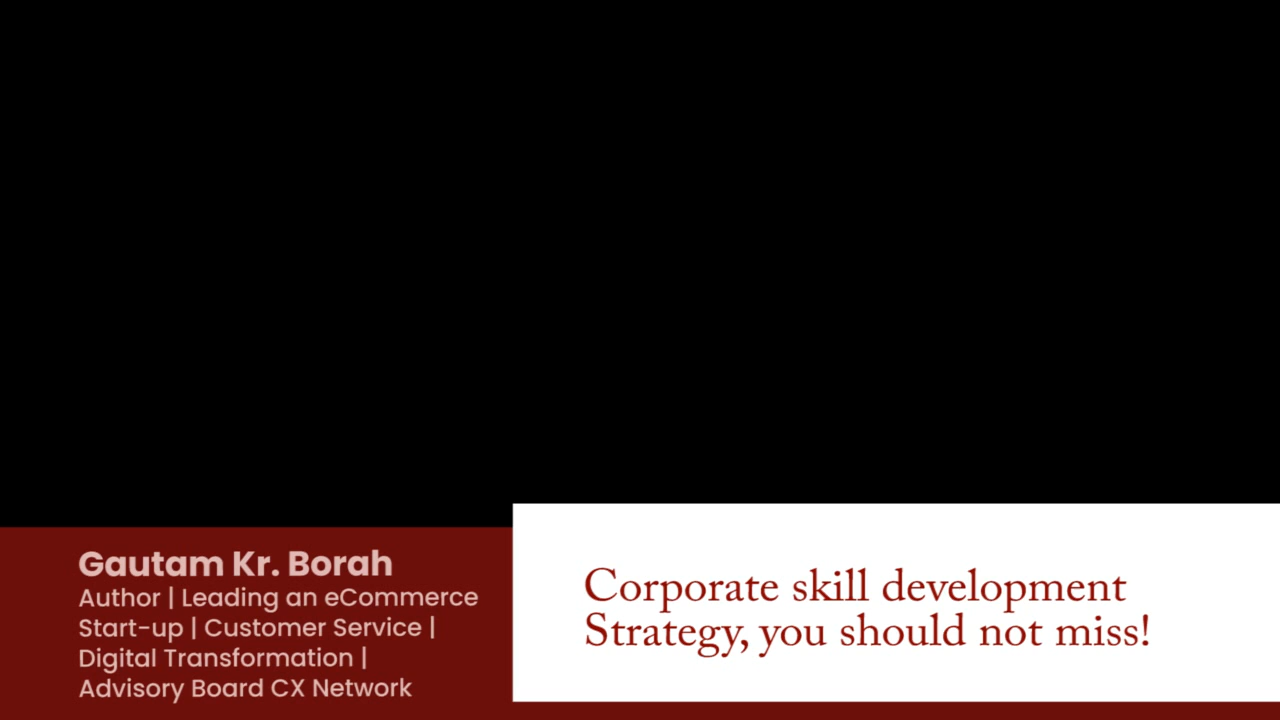 Gautam Kr. Borah
Author | Leading an eCommerce
Start-up | Customer Service |
Digital Transformation |
Advisory Board CX Network
Corporate skill development
Strategy, you should not miss!